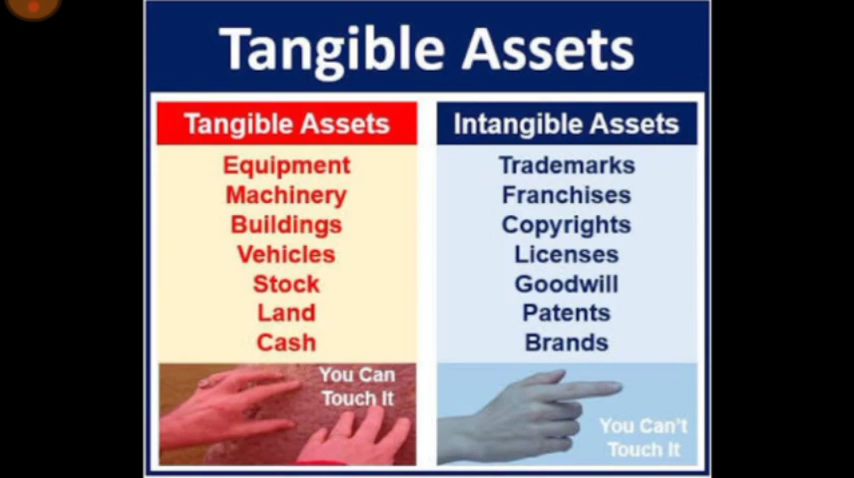 Tangible Assets
Tangible Assets
Equipment
Machinery
Buildings
Vehicles
Stock
Land
Cash
You Can
Touch It
Intangible Assets
Trademarks
Franchises
Copyrights
Licenses
Goodwill
Patents
Brands
You Can't
Touch It